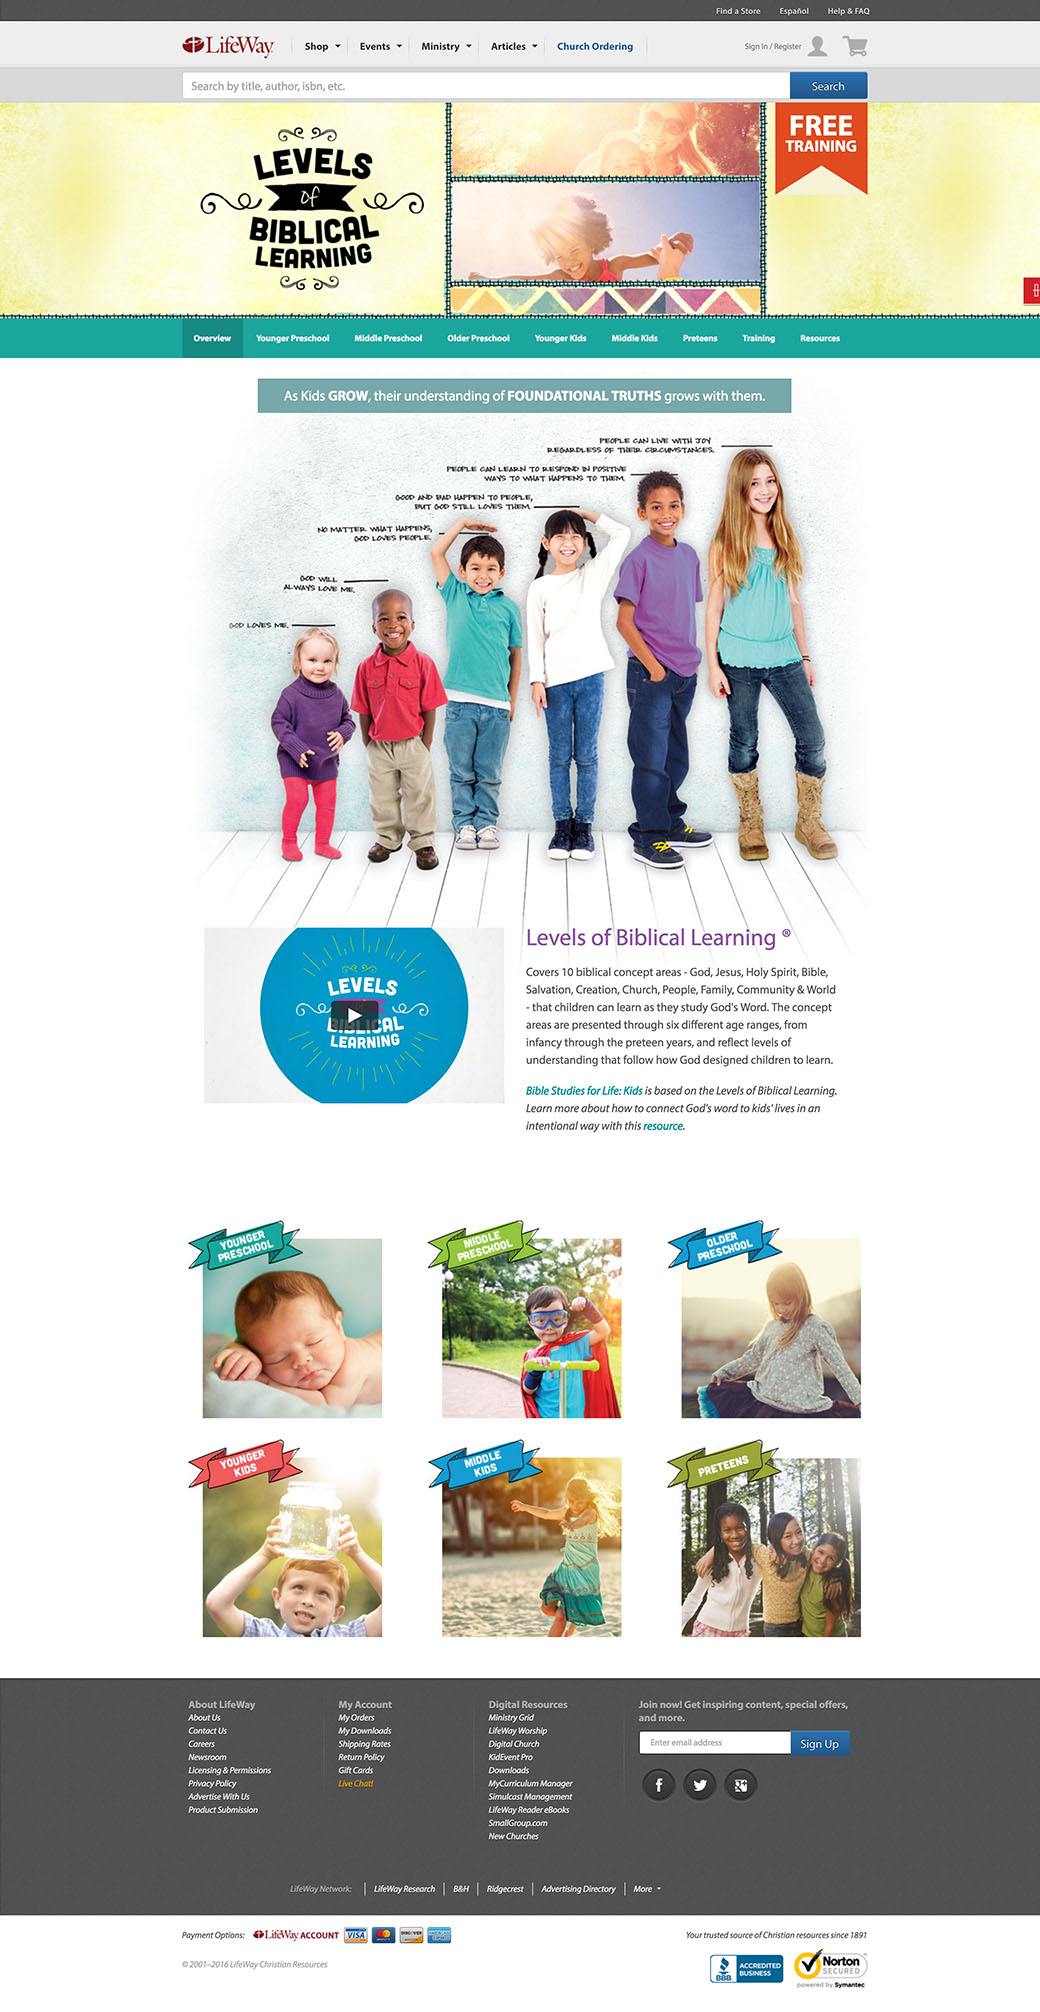 Find a Store Español Help & FAQ
LifeWay Shop Events Ministry Articles Church Ordering Sign In / Register
Search by title, author, isbn, etc. Search
LEVELS
of
BIBLICAL
LEARNING
FREE
TRAINING
Overview Younger Preschool Middle Preschool Older Preschool Younger Kids Middle Kids Preteens Training Resources
As Kids GROW, their understanding of FOUNDATIONAL TRUTHS grows with them.
PEOPLE CAN LIVE WITH JOY
REGARDLESS OF THEIR CIRCUMSTANCES.
PEOPLE CAN LEARN TO RESPOND IN POSITIVE
WAYS TO WHAT HAPPENS TO THEM.
GOOD AND BAD HAPPEN TO PEOPLE,
BUT GOD STILL LOVES THEM.
NO MATTER WHAT HAPPENS,
GOD LOVES PEOPLE.
GOD WILL
ALWAYS LOVE ME.
GOD LOVES ME.
LEVELS
BIBLICAL
LEARNING
Levels of Biblical Learning ®
Covers 10 biblical concept areas - God, Jesus, Holy Spirit, Bible,
Salvation, Creation, Church, People, Family, Community & World
- that children can learn as they study God's Word. The concept
areas are presented through six different age ranges, from
infancy through the preteen years, and reflect levels of
understanding that follow how God designed children to learn.
Bible Studies for Life: Kids is based on the Levels of Biblical Learning.
Learn more about how to connect God's word to kids' lives in an
intentional way with this resource.
YOUNGER
PRESCHOOL
MIDDLE
PRESCHOOL
OLDER
PRESCHOOL
YOUNGER
KIDS
MIDDLE
KIDS
PRETEENS
About LifeWay
About Us
Contact Us
Careers
Newsroom
Licensing & Permissions
Privacy Policy
Advertise With Us
Product Submission
My Account
My Orders
My Downloads
Shipping Rates
Return Policy
Gift Cards
Live Chat!
Digital Resources
Ministry Grid
LifeWay Worship
Digital Church
KidEvent Pro
Downloads
MyCurriculum Manager
Simulcast Management
LifeWay Reader eBooks
SmallGroup.com
New Churches
Join now! Get inspiring content, special offers,
and more.
Enter email address Sign Up
LifeWay Network: LifeWay Research B&H Ridgecrest Advertising Directory More
Payment Options: LifeWay ACCOUNT VISA MasterCard DISCOVER AMERICAN EXPRESS
Your trusted source of Christian resources since 1891
© 2001–2016 LifeWay Christian Resources
BBB ACCREDITED
BUSINESS
Norton
SECURED
powered by Symantec